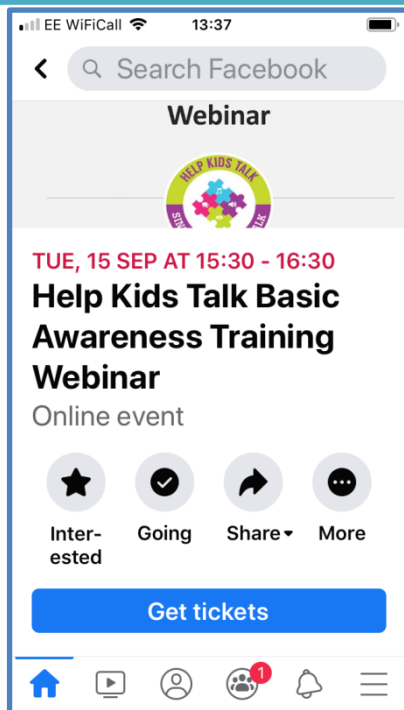 EE WiFiCall 13:37
Search Facebook
Webinar
HELP KIDS TALK
TUE, 15 SEP AT 15:30 - 16:30
Help Kids Talk Basic
Awareness Training
Webinar
Online event
Inter-
ested
Going
Share
More
Get tickets
1